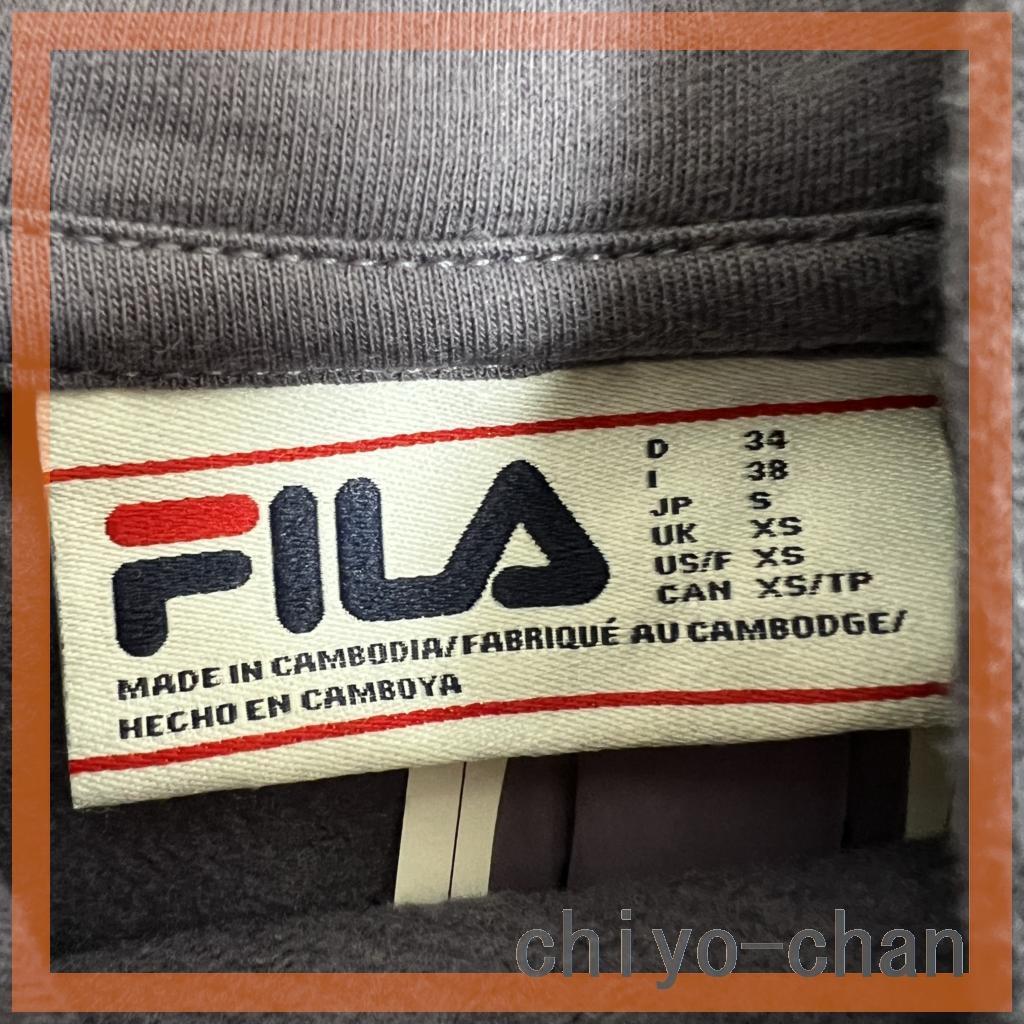 FILA
D 34
I 38
JP S
UK XS
US/F XS
CAN XS/TP
MADE IN CAMBODIA/FABRIQUÉ AU CAMBODGE/
HECHO EN CAMBOYA
chiyo-chan